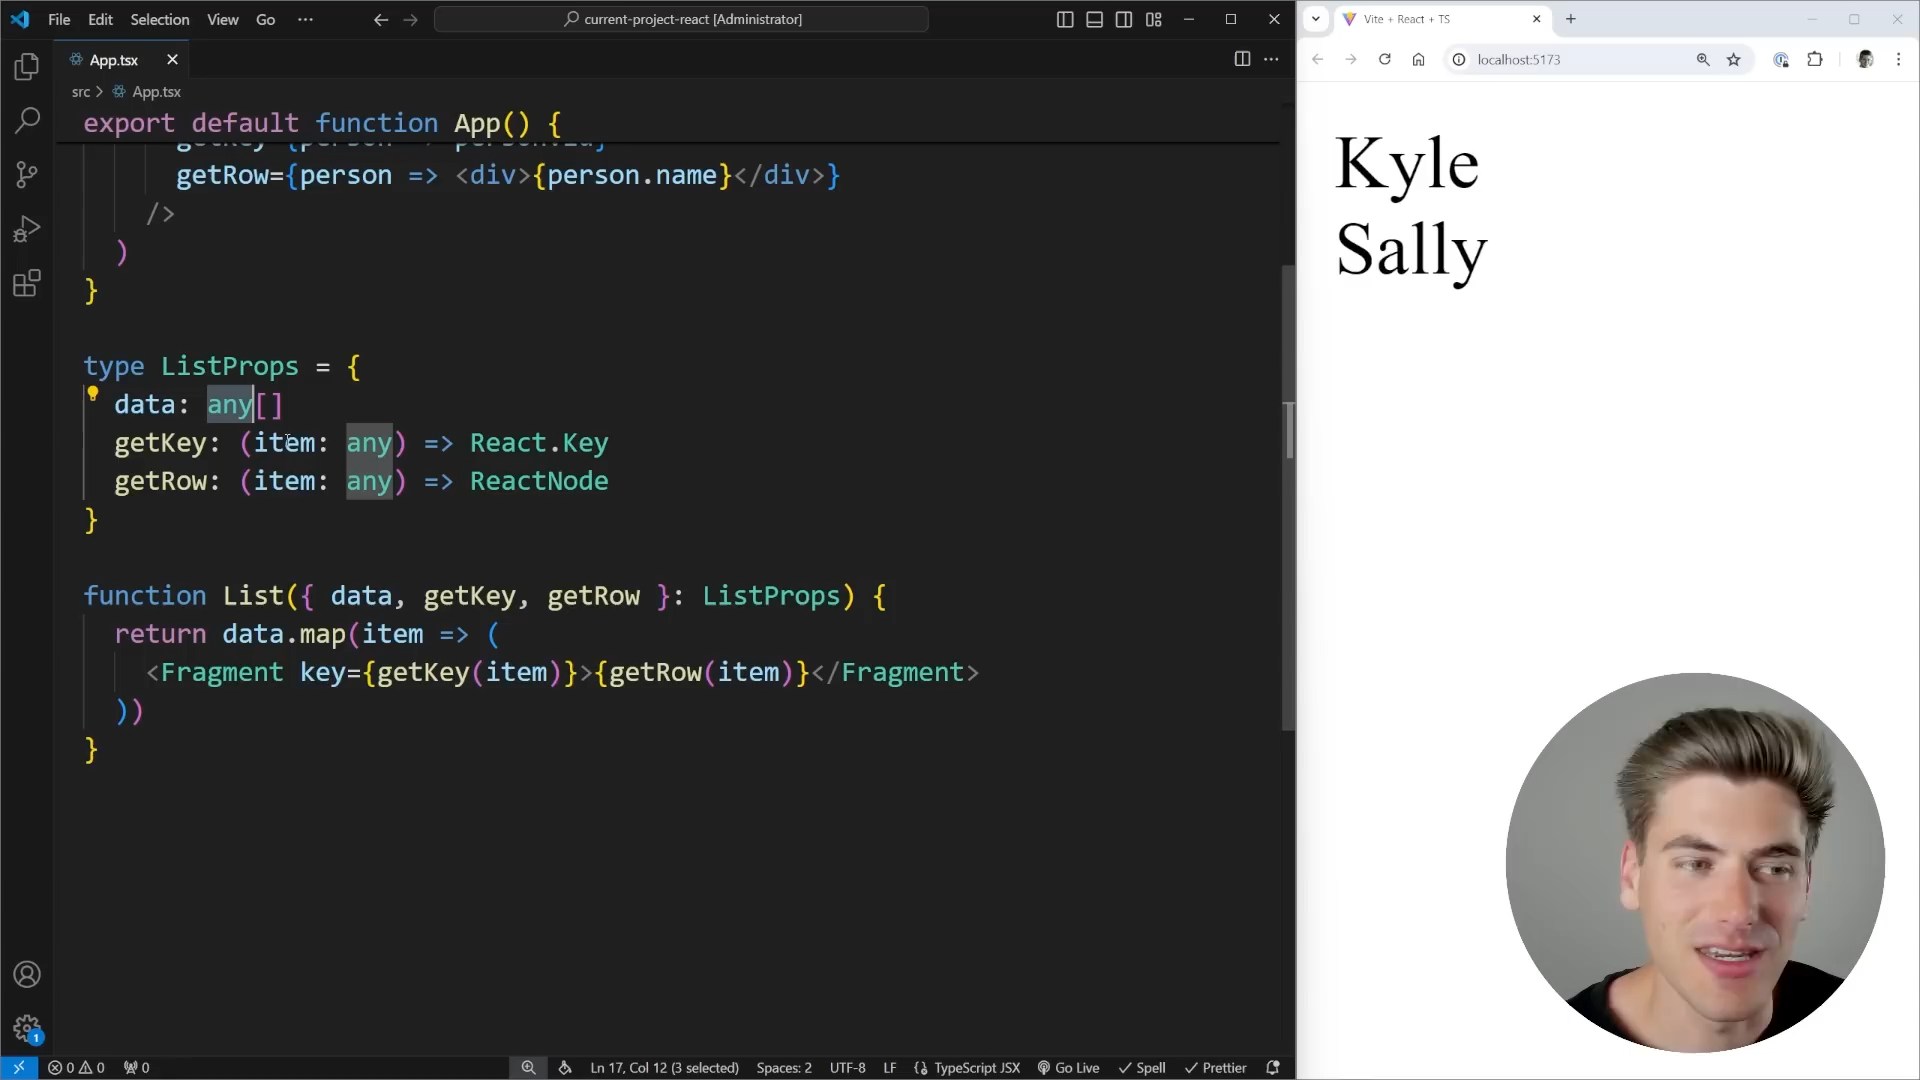 File Edit Selection View Go ··· current-project-react [Administrator]
App.tsx
src > App.tsx
export default function App() {
getRow={person => <div>{person.name}</div>}
/>
)
}
type ListProps = {
data: any[]
getKey: (item: any) => React.Key
getRow: (item: any) => ReactNode
}
function List({ data, getKey, getRow }: ListProps) {
return data.map(item => (
<Fragment key={getKey(item)}>{getRow(item)}</Fragment>
))
}
1
0 0 0 Ln 17, Col 12 (3 selected) Spaces: 2 UTF-8 LF TypeScript JSX Go Live Spell Prettier
Vite + React + TS
localhost:5173
Kyle
Sally